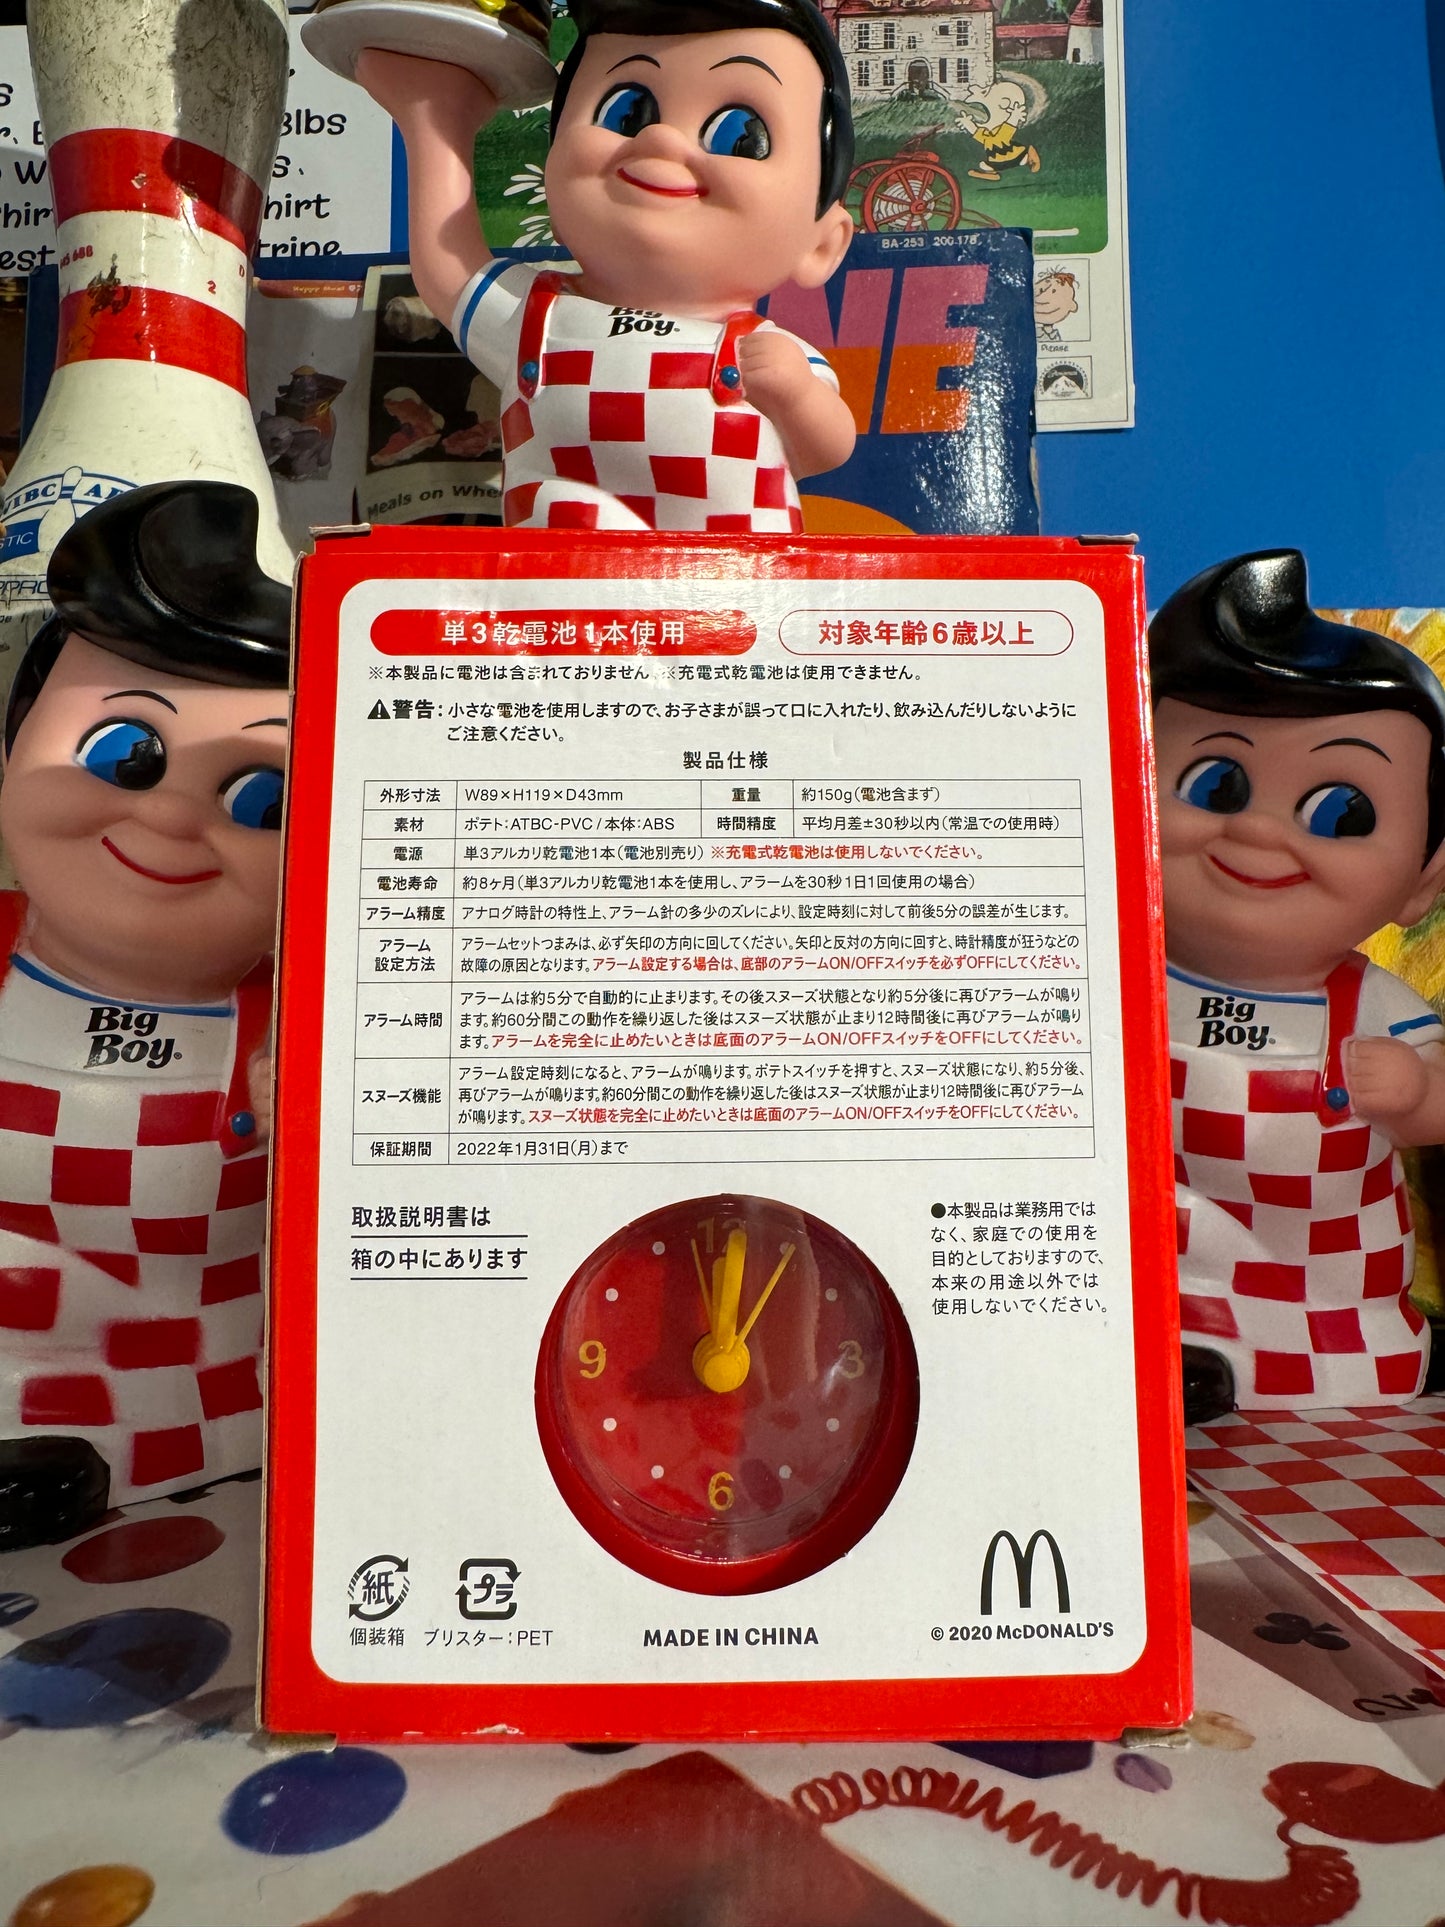 3lbs
hirt
BA-253 200.178
PLEASE
Big
Boy®
Meals on Whe
Big
Boy®
Big
Boy®
単3乾電池1本使用
対象年齢6歳以上
※本製品に電池は含まれておりません。※充電式乾電池は使用できません。
警告:小さな電池を使用しますので、お子さまが誤って口に入れたり、飲み込んだりしないように
ご注意ください。
製品仕様
外形寸法 W89×H119×D43mm 重量 約150g(電池含まず)
素材 ポテト:ATBC-PVC/本体:ABS 時間精度 平均月差±30秒以内(常温での使用時)
電源 単3アルカリ乾電池1本(電池別売り) ※充電式乾電池は使用しないでください。
電池寿命 約8ヶ月(単3アルカリ乾電池1本を使用し、アラームを30秒1日1回使用の場合)
アラーム精度 アナログ時計の特性上、アラーム針の多少のズレにより、設定時刻に対して前後5分の誤差が生じます。
アラーム
設定方法
アラームセットつまみは、必ず矢印の方向に回してください。矢印と反対の方向に回すと、時計精度が狂うなどの
故障の原因となります。アラーム設定する場合は、底部のアラームON/OFFスイッチを必ずOFFにしてください。
アラーム時間
アラームは約5分で自動的に止まります。その後スヌーズ状態となり約5分後に再びアラームが鳴り
ます。約60分間この動作を繰り返した後はスヌーズ状態が止まり12時間後に再びアラームが鳴り
ます。アラームを完全に止めたいときは底面のアラームON/OFFスイッチをOFFにしてください。
スヌーズ機能
アラーム設定時刻になると、アラームが鳴ります。ポテトスイッチを押すと、スヌーズ状態になり、約5分後、
再びアラームが鳴ります。約60分間この動作を繰り返した後はスヌーズ状態が止まり12時間後に再びアラーム
が鳴ります。スヌーズ状態を完全に止めたいときは底面のアラームON/OFFスイッチをOFFにしてください。
保証期間 2022年1月31日(月)まで
取扱説明書は
箱の中にあります
●本製品は業務用では
なく、家庭での使用を
目的としておりますので、
本来の用途以外では
使用しないでください。
12
9
3
6
紙
個装箱
プラ
ブリスター:PET
MADE IN CHINA
© 2020 McDONALD'S